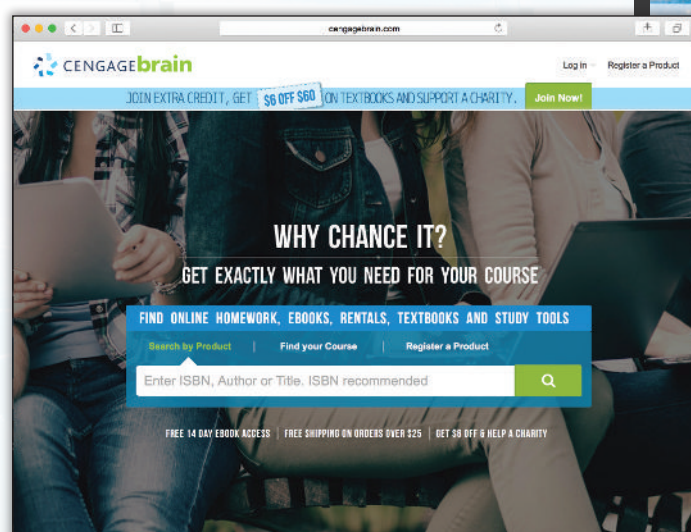 cengagebrain.com
CENGAGEbrain
Log in
Register a Product
JOIN EXTRA CREDIT, GET $6 OFF $60 ON TEXTBOOKS AND SUPPORT A CHARITY. Join Now!
WHY CHANCE IT?
GET EXACTLY WHAT YOU NEED FOR YOUR COURSE
FIND ONLINE HOMEWORK, EBOOKS, RENTALS, TEXTBOOKS AND STUDY TOOLS
Search by Product | Find your Course | Register a Product
Enter ISBN, Author or Title. ISBN recommended
FREE 14 DAY EBOOK ACCESS | FREE SHIPPING ON ORDERS OVER $25 | GET $6 OFF & HELP A CHARITY